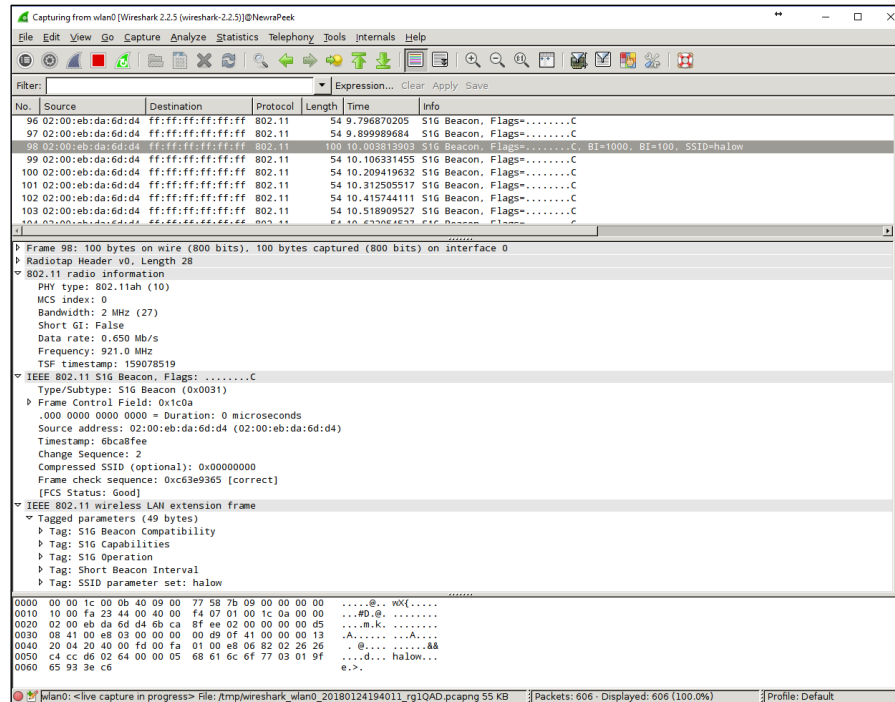 Capturing from wlan0 [Wireshark 2.2.5 (wireshark-2.2.5)]@NewraPeek
File Edit View Go Capture Analyze Statistics Telephony Tools Internals Help
Filter: Expression... Clear Apply Save
No. Source Destination Protocol Length Time Info
96 02:00:eb:da:6d:d4 ff:ff:ff:ff:ff:ff 802.11 54 9.796870205 S1G Beacon, Flags=........C
97 02:00:eb:da:6d:d4 ff:ff:ff:ff:ff:ff 802.11 54 9.899989684 S1G Beacon, Flags=........C
98 02:00:eb:da:6d:d4 ff:ff:ff:ff:ff:ff 802.11 100 10.003813903 S1G Beacon, Flags=........C, BI=1000, BI=100, SSID=halow
99 02:00:eb:da:6d:d4 ff:ff:ff:ff:ff:ff 802.11 54 10.106331455 S1G Beacon, Flags=........C
100 02:00:eb:da:6d:d4 ff:ff:ff:ff:ff:ff 802.11 54 10.209419632 S1G Beacon, Flags=........C
101 02:00:eb:da:6d:d4 ff:ff:ff:ff:ff:ff 802.11 54 10.312505517 S1G Beacon, Flags=........C
102 02:00:eb:da:6d:d4 ff:ff:ff:ff:ff:ff 802.11 54 10.415744111 S1G Beacon, Flags=........C
103 02:00:eb:da:6d:d4 ff:ff:ff:ff:ff:ff 802.11 54 10.518909527 S1G Beacon, Flags=........C
Frame 98: 100 bytes on wire (800 bits), 100 bytes captured (800 bits) on interface 0
Radiotap Header v0, Length 28
802.11 radio information
PHY type: 802.11ah (10)
MCS index: 0
Bandwidth: 2 MHz (27)
Short GI: False
Data rate: 0.650 Mb/s
Frequency: 921.0 MHz
TSF timestamp: 159078519
IEEE 802.11 S1G Beacon, Flags: ........C
Type/Subtype: S1G Beacon (0x0031)
Frame Control Field: 0x1c0a
.000 0000 0000 0000 = Duration: 0 microseconds
Source address: 02:00:eb:da:6d:d4 (02:00:eb:da:6d:d4)
Timestamp: 6bca8fee
Change Sequence: 2
Compressed SSID (optional): 0x00000000
Frame check sequence: 0xc63e9365 [correct]
[FCS Status: Good]
IEEE 802.11 wireless LAN extension frame
Tagged parameters (49 bytes)
Tag: S1G Beacon Compatibility
Tag: S1G Capabilities
Tag: S1G Operation
Tag: Short Beacon Interval
Tag: SSID parameter set: halow
0000 00 00 1c 00 0b 40 09 00 77 58 7b 09 00 00 00 00 .....@.. wX{.....
0010 10 00 fa 23 44 00 40 00 f4 07 01 00 1c 0a 00 00 ...#D.@. ........
0020 02 00 eb da 6d d4 6b ca 8f ee 02 00 00 00 00 d5 ....m.k. ........
0030 08 41 00 e8 03 00 00 00 00 d9 0f 41 00 00 00 13 .A...... ...A....
0040 20 04 20 40 00 fd 00 fa 01 00 e8 06 82 02 26 26 . @.... ......&&
0050 c4 cc d6 02 64 00 00 05 68 61 6c 6f 77 03 01 9f ....d... halow...
0060 65 93 3e c6 e.>.
wlan0: <live capture in progress> File: /tmp/wireshark_wlan0_20180124194011_rg1QAD.pcapng 55 KB Packets: 606 · Displayed: 606 (100.0%) Profile: Default